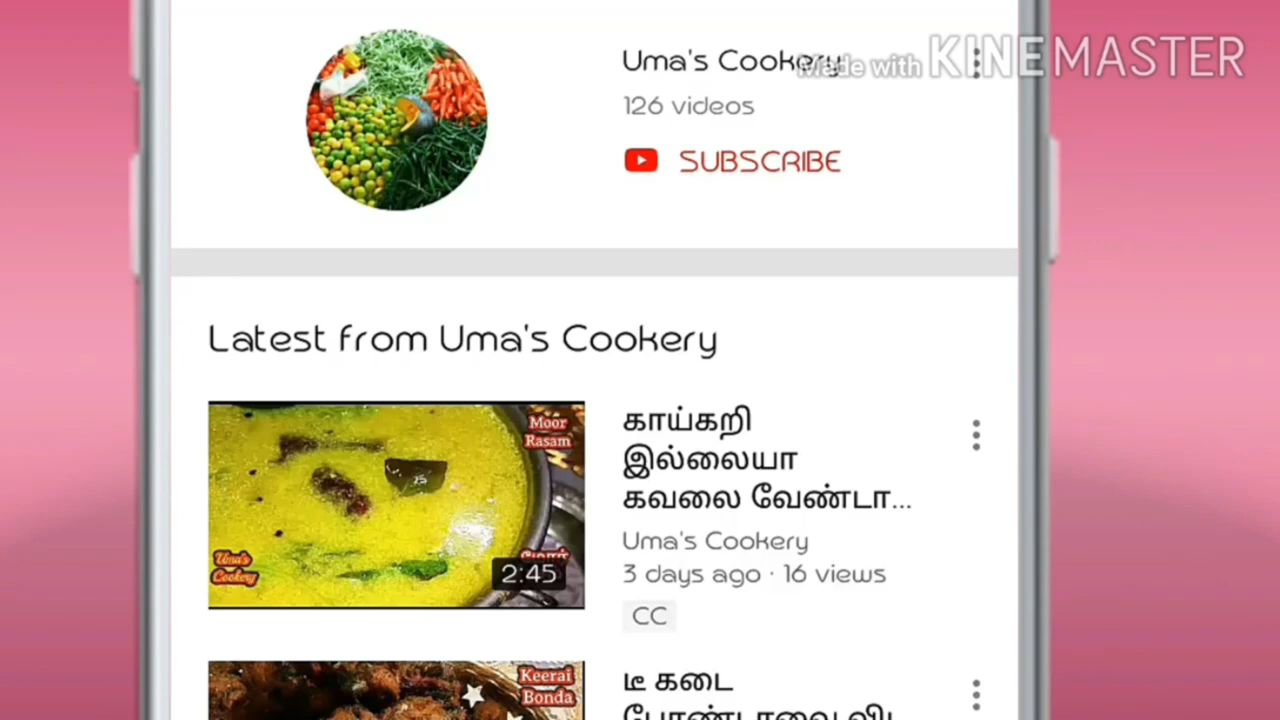 Uma's Cookery
Made with KINEMASTER
126 videos
SUBSCRIBE
Latest from Uma's Cookery
Moor
Rasam
Uma's
Cookery
2:45
காய்கறி
இல்லையா
கவலை வேண்டா...
Uma's Cookery
3 days ago · 16 views
CC
Keerai
Bonda
டீ கடை